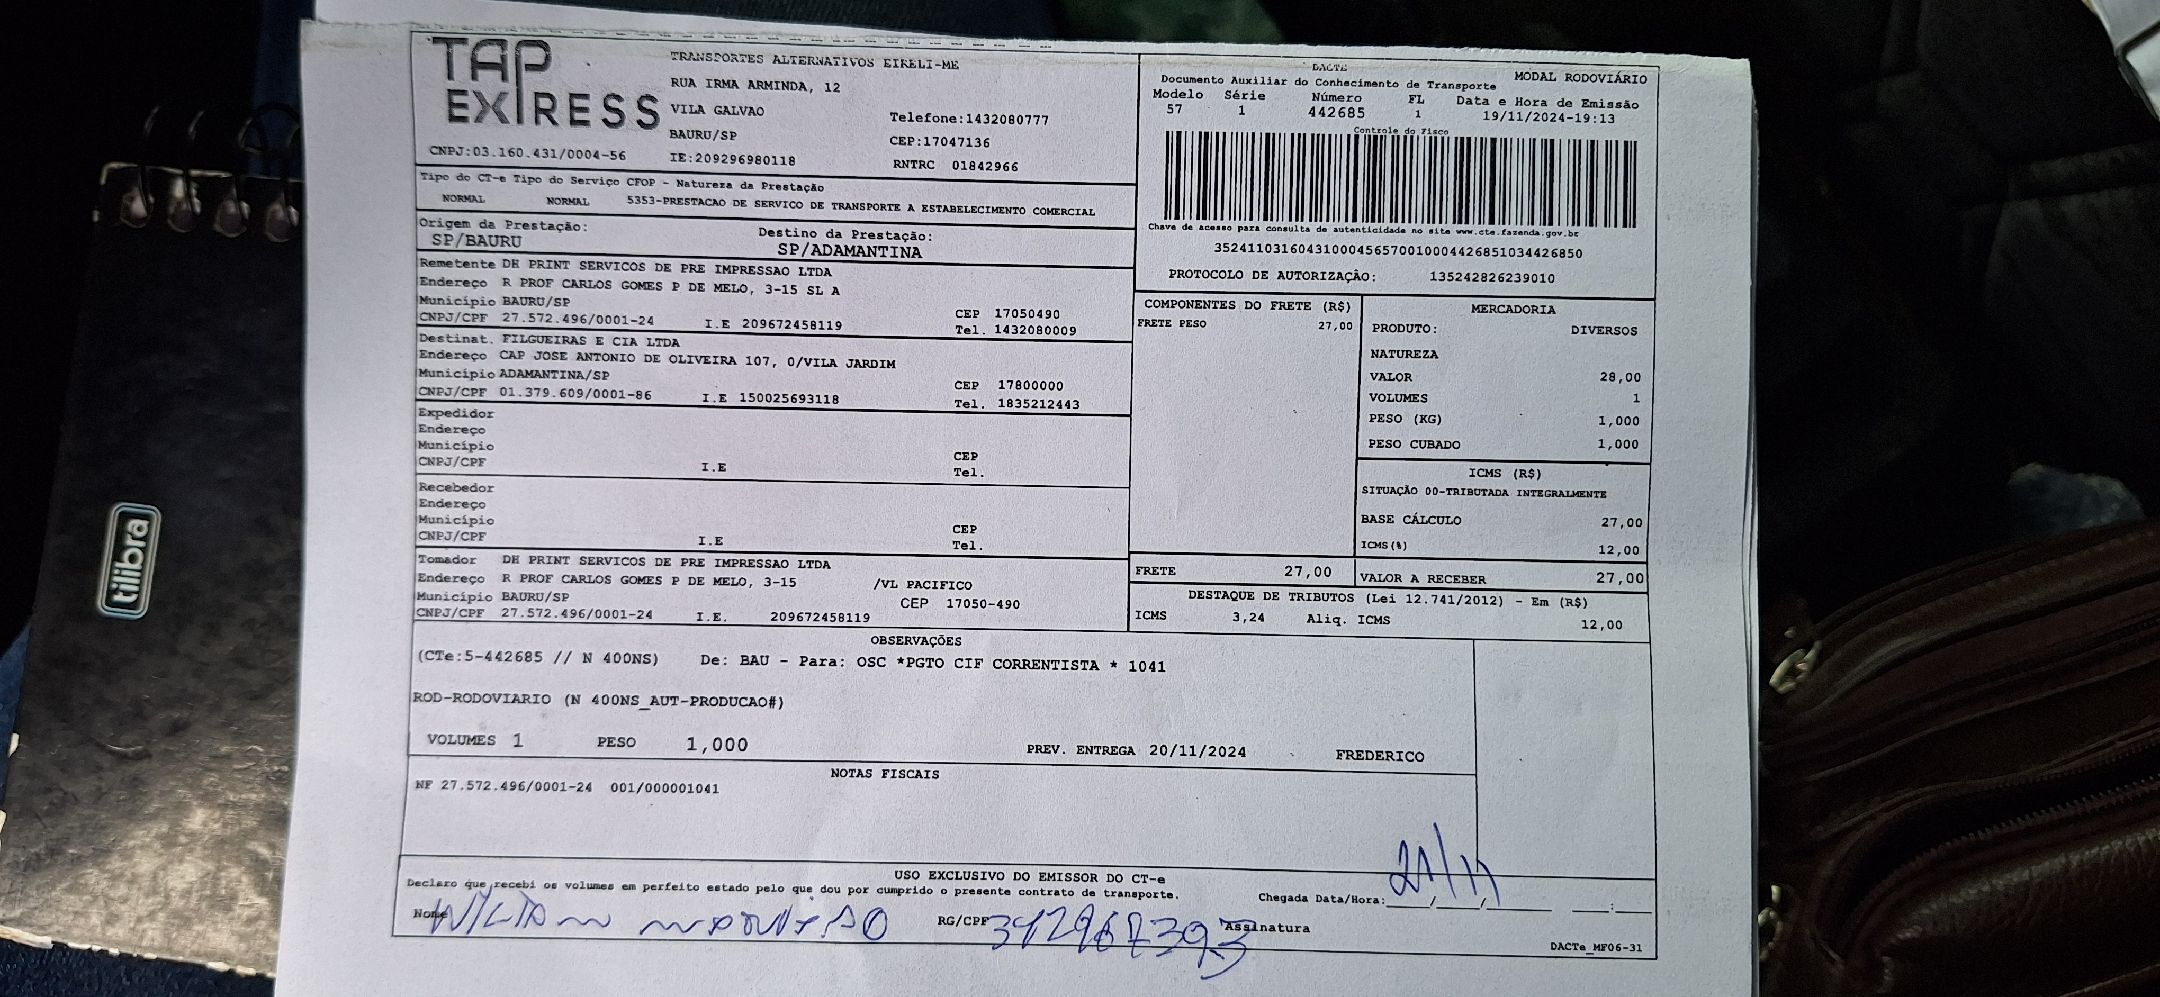 TAP EXPRESS
TRANSPORTES ALTERNATIVOS EIRELI-ME
RUA IRMA ARMINDA, 12
VILA GALVAO
Telefone:1432080777
BAURU/SP
CEP:17047136
CNPJ:03.160.431/0004-56
IE:209296980118
RNTRC 01842966
DACTE
Documento Auxiliar do Conhecimento de Transporte
MODAL RODOVIÁRIO
Modelo Série Número FL Data e Hora de Emissão
57 1 442685 1 19/11/2024-19:13
Controle do Fisco
Chave de acesso para consulta de autenticidade no site www.cte.fazenda.gov.br
35241103160431000456570010004426851034426850
PROTOCOLO DE AUTORIZAÇÃO: 135242826239010
Tipo do CT-e Tipo do Serviço CFOP - Natureza da Prestação
NORMAL NORMAL 5353-PRESTACAO DE SERVICO DE TRANSPORTE A ESTABELECIMENTO COMERCIAL
Origem da Prestação: Destino da Prestação:
SP/BAURU SP/ADAMANTINA
Remetente DH PRINT SERVICOS DE PRE IMPRESSAO LTDA
Endereço R PROF CARLOS GOMES P DE MELO, 3-15 SL A
Município BAURU/SP CEP 17050490
CNPJ/CPF 27.572.496/0001-24 I.E 209672458119 Tel. 1432080009
Destinat. FILGUEIRAS E CIA LTDA
Endereço CAP JOSE ANTONIO DE OLIVEIRA 107, 0/VILA JARDIM
Município ADAMANTINA/SP CEP 17800000
CNPJ/CPF 01.379.609/0001-86 I.E 150025693118 Tel. 1835212443
Expedidor
Endereço
Município CEP
CNPJ/CPF I.E Tel.
Recebedor
Endereço
Município CEP
CNPJ/CPF I.E Tel.
Tomador DH PRINT SERVICOS DE PRE IMPRESSAO LTDA
Endereço R PROF CARLOS GOMES P DE MELO, 3-15 /VL PACIFICO
Município BAURU/SP CEP 17050-490
CNPJ/CPF 27.572.496/0001-24 I.E. 209672458119
COMPONENTES DO FRETE (R$)
FRETE PESO 27,00
MERCADORIA
PRODUTO: DIVERSOS
NATUREZA
VALOR 28,00
VOLUMES 1
PESO (KG) 1,000
PESO CUBADO 1,000
ICMS (R$)
SITUAÇÃO 00-TRIBUTADA INTEGRALMENTE
BASE CÁLCULO 27,00
ICMS(%) 12,00
FRETE 27,00 VALOR A RECEBER 27,00
DESTAQUE DE TRIBUTOS (Lei 12.741/2012) - Em (R$)
ICMS 3,24 Aliq. ICMS 12,00
OBSERVAÇÕES
(CTe:5-442685 // N 400NS) De: BAU - Para: OSC *PGTO CIF CORRENTISTA * 1041
ROD-RODOVIARIO (N 400NS_AUT-PRODUCAO#)
VOLUMES 1 PESO 1,000 PREV. ENTREGA 20/11/2024 FREDERICO
NOTAS FISCAIS
NF 27.572.496/0001-24 001/000001041
USO EXCLUSIVO DO EMISSOR DO CT-e
Declaro que recebi os volumes em perfeito estado pelo que dou por cumprido o presente contrato de transporte.
Chegada Data/Hora:____/____/______ ____:____
21/11
Nome RG/CPF Assinatura
DACTe_MF06-31
tilibra